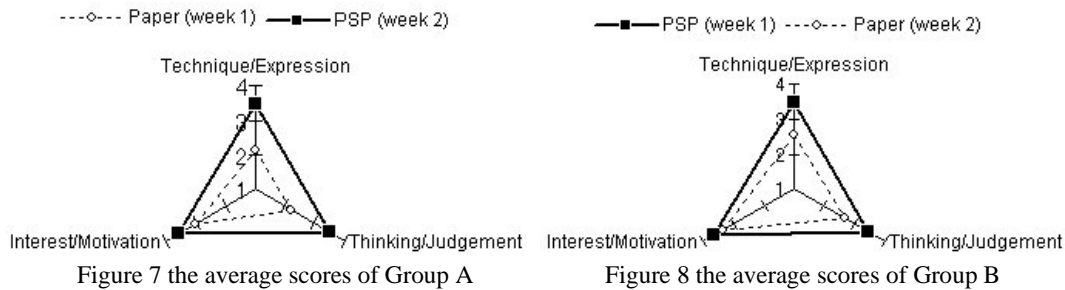 Paper (week 1) PSP (week 2)
Technique/Expression
4
3
2
1
Interest/Motivation Thinking/Judgement
Figure 7 the average scores of Group A
PSP (week 1) Paper (week 2)
Technique/Expression
4
3
2
1
Interest/Motivation Thinking/Judgement
Figure 8 the average scores of Group B